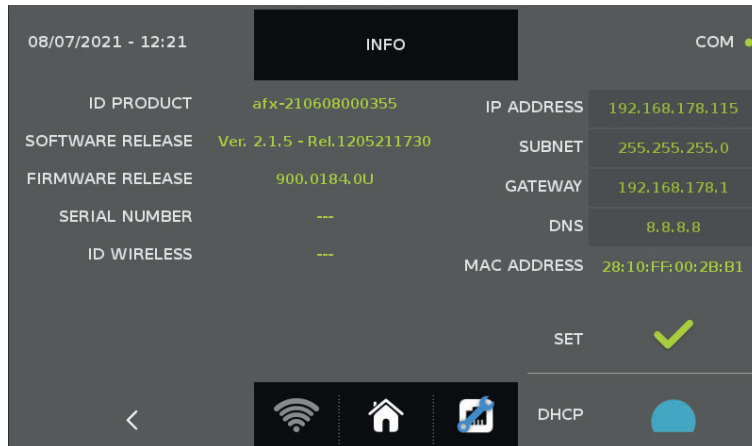 08/07/2021 - 12:21
INFO
COM
ID PRODUCT afx-210608000355
SOFTWARE RELEASE Ver. 2.1.5 - Rel.1205211730
FIRMWARE RELEASE 900.0184.0U
SERIAL NUMBER ---
ID WIRELESS ---
IP ADDRESS 192.168.178.115
SUBNET 255.255.255.0
GATEWAY 192.168.178.1
DNS 8.8.8.8
MAC ADDRESS 28:10:FF:00:2B:B1
SET
DHCP